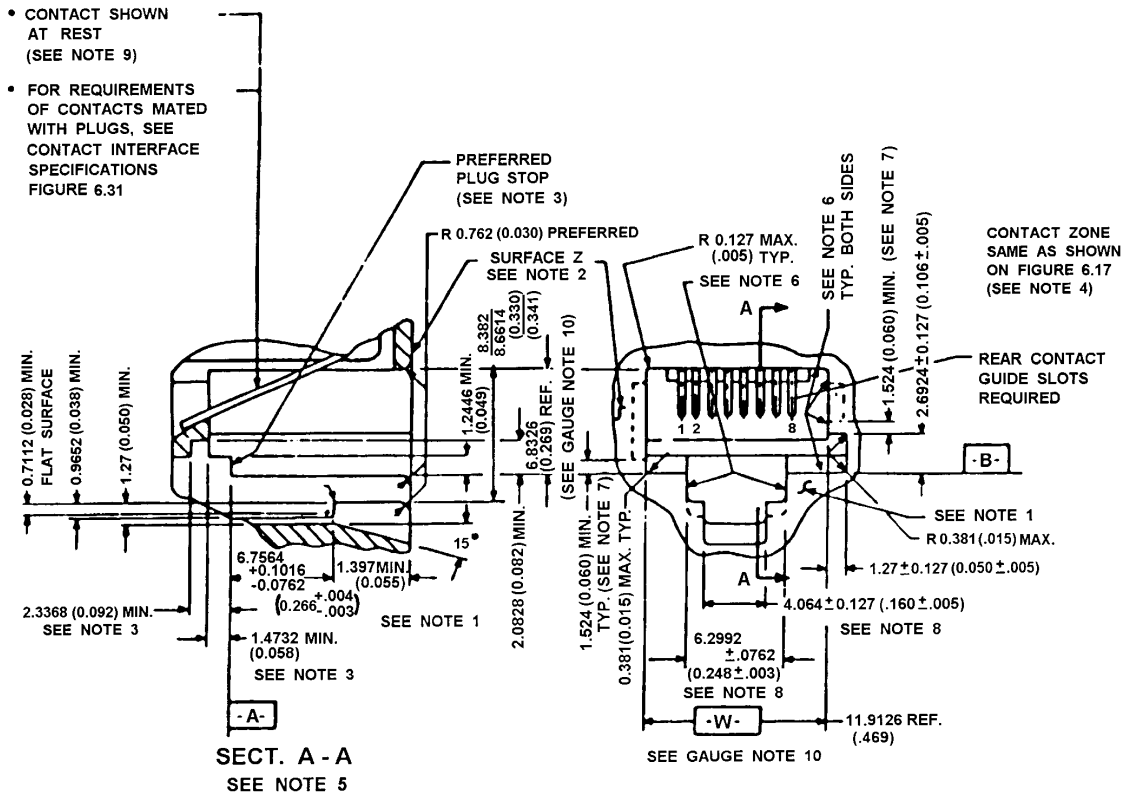 • CONTACT SHOWN
AT REST
(SEE NOTE 9)
• FOR REQUIREMENTS
OF CONTACTS MATED
WITH PLUGS, SEE
CONTACT INTERFACE
SPECIFICATIONS
FIGURE 6.31
PREFERRED
PLUG STOP
(SEE NOTE 3)
R 0.762 (0.030) PREFERRED
SURFACE Z
SEE NOTE 2
R 0.127 MAX.
(.005) TYP.
SEE NOTE 6
A
SEE NOTE 6
TYP. BOTH SIDES
1.524 (0.060) MIN. (SEE NOTE 7)
2.6924±0.127 (0.106±.005)
CONTACT ZONE
SAME AS SHOWN
ON FIGURE 6.17
(SEE NOTE 4)
REAR CONTACT
GUIDE SLOTS
REQUIRED
1 2 8
-B-
SEE NOTE 1
R 0.381 (.015) MAX.
1.27±0.127 (0.050±.005)
A
4.064±0.127 (.160±.005)
SEE NOTE 8
6.2992
±.0762
(0.248±.003)
SEE NOTE 8
-W-
11.9126 REF.
(.469)
SEE GAUGE NOTE 10
0.7112 (0.028) MIN.
FLAT SURFACE
0.9652 (0.038) MIN.
1.27 (0.050) MIN.
8.382
8.6614
(0.330)
(0.341)
1.2446 MIN.
(0.049)
6.8326
(0.269) REF.
(SEE GAUGE NOTE 10)
2.0828 (0.082) MIN.
1.524 (0.060) MIN.
TYP. (SEE NOTE 7)
0.381(0.015) MAX. TYP.
15°
6.7564
+0.1016
-0.0762
(0.266+.004
-.003)
1.397MIN.
(0.055)
SEE NOTE 1
2.3368 (0.092) MIN.
SEE NOTE 3
1.4732 MIN.
(0.058)
SEE NOTE 3
-A-
SECT. A-A
SEE NOTE 5